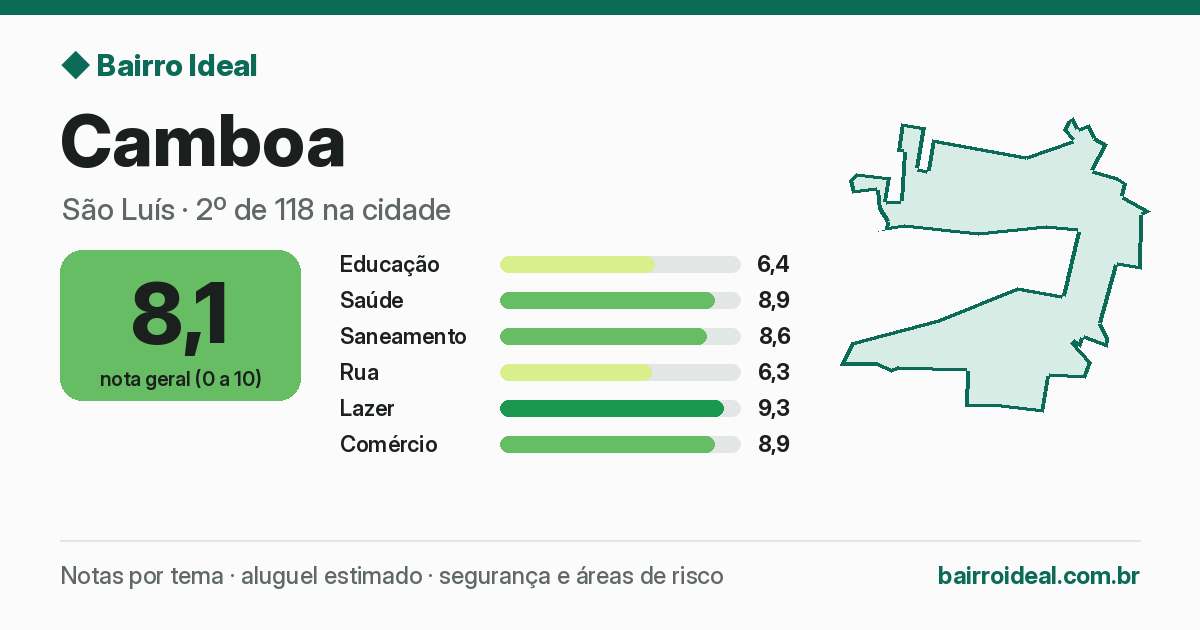 Bairro Ideal
Camboa
São Luís · 2º de 118 na cidade
8,1
nota geral (0 a 10)
Educação 6,4
Saúde 8,9
Saneamento 8,6
Rua 6,3
Lazer 9,3
Comércio 8,9
Notas por tema · aluguel estimado · segurança e áreas de risco
bairroideal.com.br